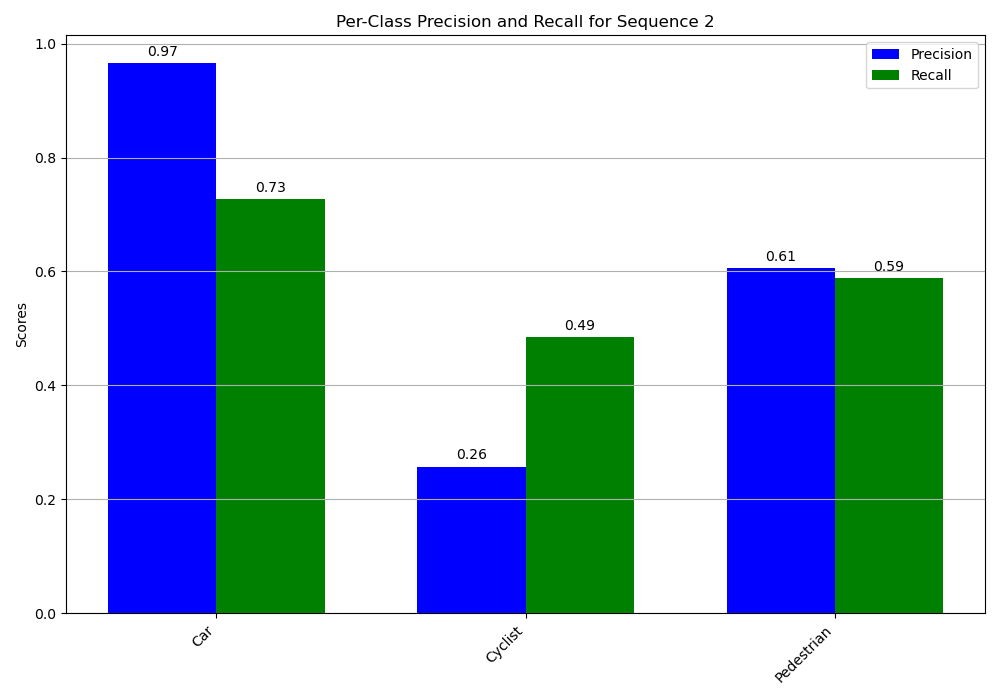 Per-Class Precision and Recall for Sequence 2
Precision
Recall
Scores
1.0
0.8
0.6
0.4
0.2
0.0
0.97
0.73
0.26
0.49
0.61
0.59
Car
Cyclist
Pedestrian